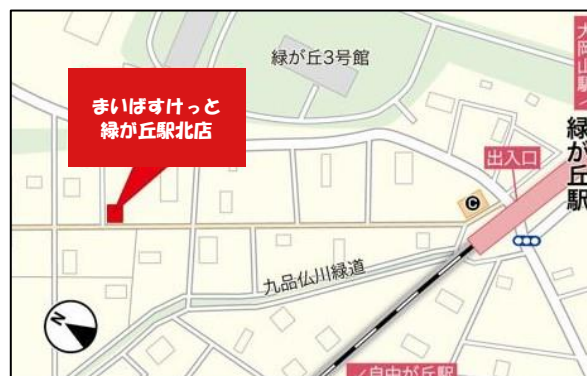 緑が丘3号館
大岡山駅
まいばすけっと
緑が丘駅北店
緑が丘駅
出入口
C
九品仏川緑道
N
自由が丘駅